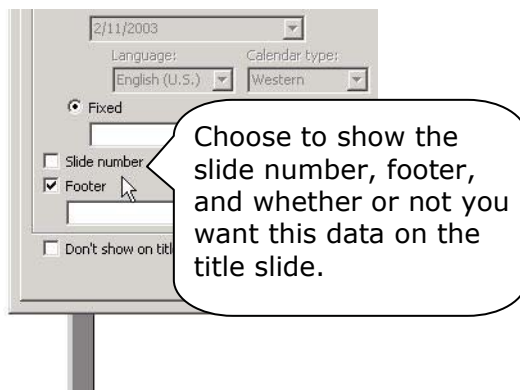 2/11/2003
Language: Calendar type:
English (U.S.) Western
Fixed
Slide number
Footer
Don't show on titl
Choose to show the
slide number, footer,
and whether or not you
want this data on the
title slide.